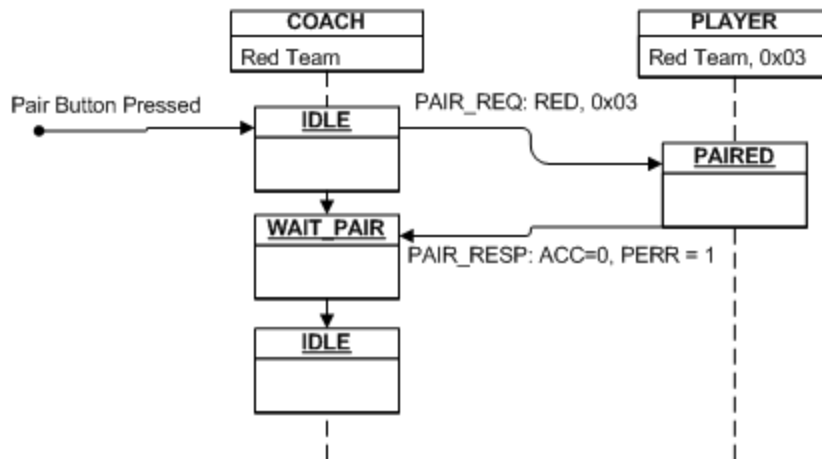 COACH
Red Team
PLAYER
Red Team, 0x03
Pair Button Pressed
IDLE
PAIR_REQ: RED, 0x03
PAIRED
WAIT_PAIR
PAIR_RESP: ACC=0, PERR = 1
IDLE